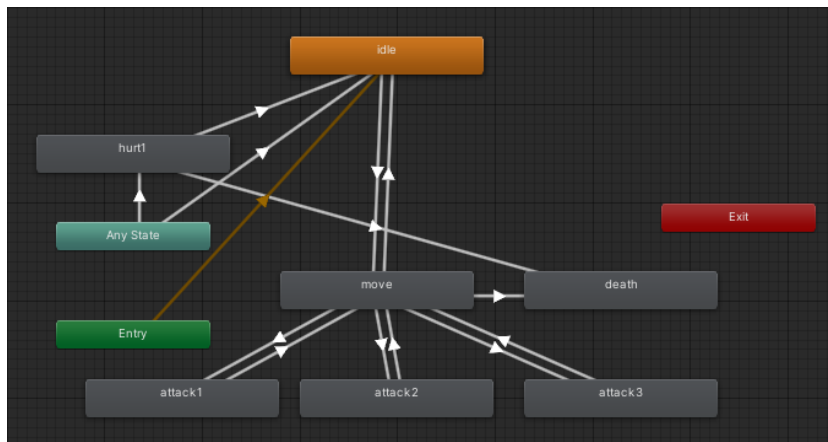 idle
hurt1
Exit
Any State
move
death
Entry
attack1
attack2
attack3